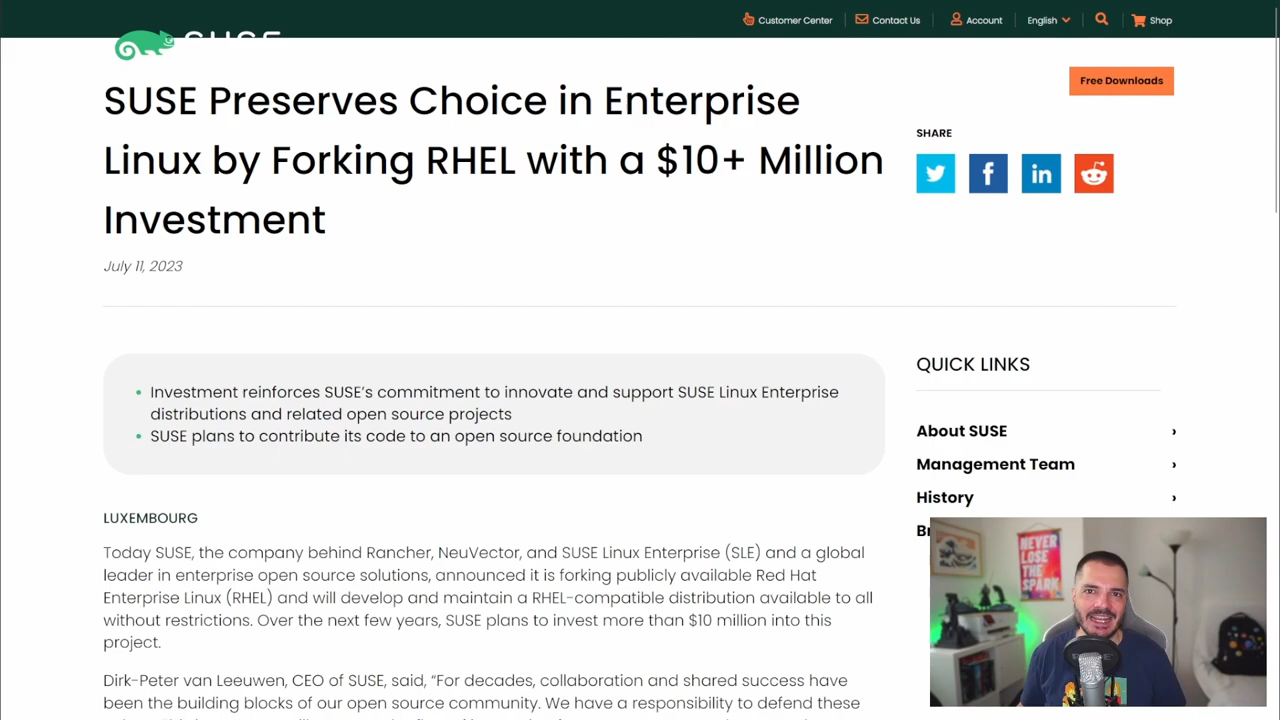 Customer Center
Contact Us
Account
English
Shop
SUSE
SUSE Preserves Choice in Enterprise
Linux by Forking RHEL with a $10+ Million
Investment
July 11, 2023
Free Downloads
SHARE
Investment reinforces SUSE's commitment to innovate and support SUSE Linux Enterprise
distributions and related open source projects
SUSE plans to contribute its code to an open source foundation
LUXEMBOURG
Today SUSE, the company behind Rancher, NeuVector, and SUSE Linux Enterprise (SLE) and a global
leader in enterprise open source solutions, announced it is forking publicly available Red Hat
Enterprise Linux (RHEL) and will develop and maintain a RHEL-compatible distribution available to all
without restrictions. Over the next few years, SUSE plans to invest more than $10 million into this
project.
Dirk-Peter van Leeuwen, CEO of SUSE, said, “For decades, collaboration and shared success have
been the building blocks of our open source community. We have a responsibility to defend these
QUICK LINKS
About SUSE
Management Team
History
NEVER
LOSE
THE
SPARK